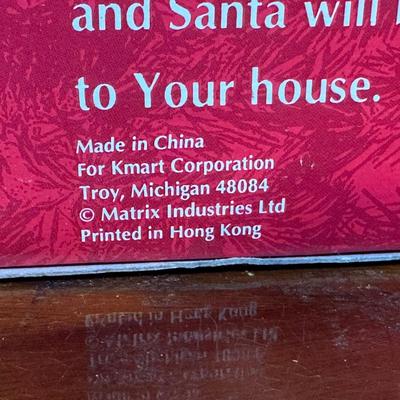 and Santa will
to Your house.
Made in China
For Kmart Corporation
Troy, Michigan 48084
© Matrix Industries Ltd
Printed in Hong Kong